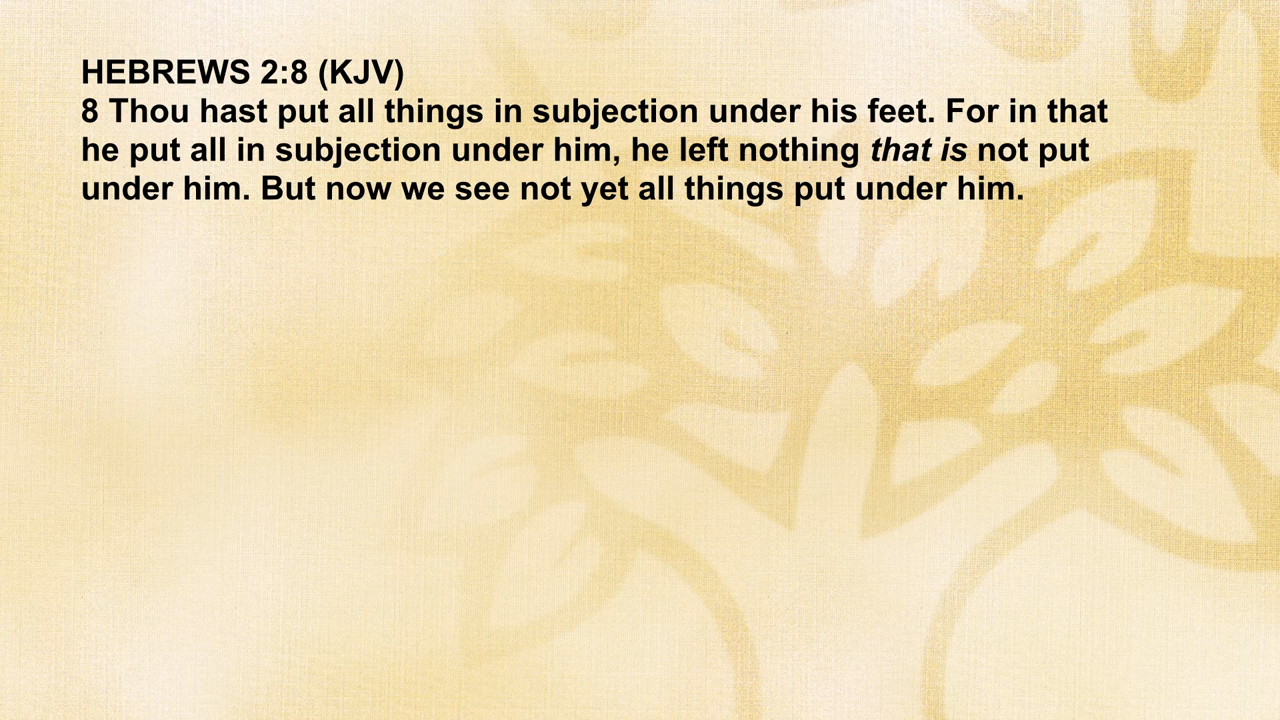 HEBREWS 2:8 (KJV)
8 Thou hast put all things in subjection under his feet. For in that
he put all in subjection under him, he left nothing that is not put
under him. But now we see not yet all things put under him.